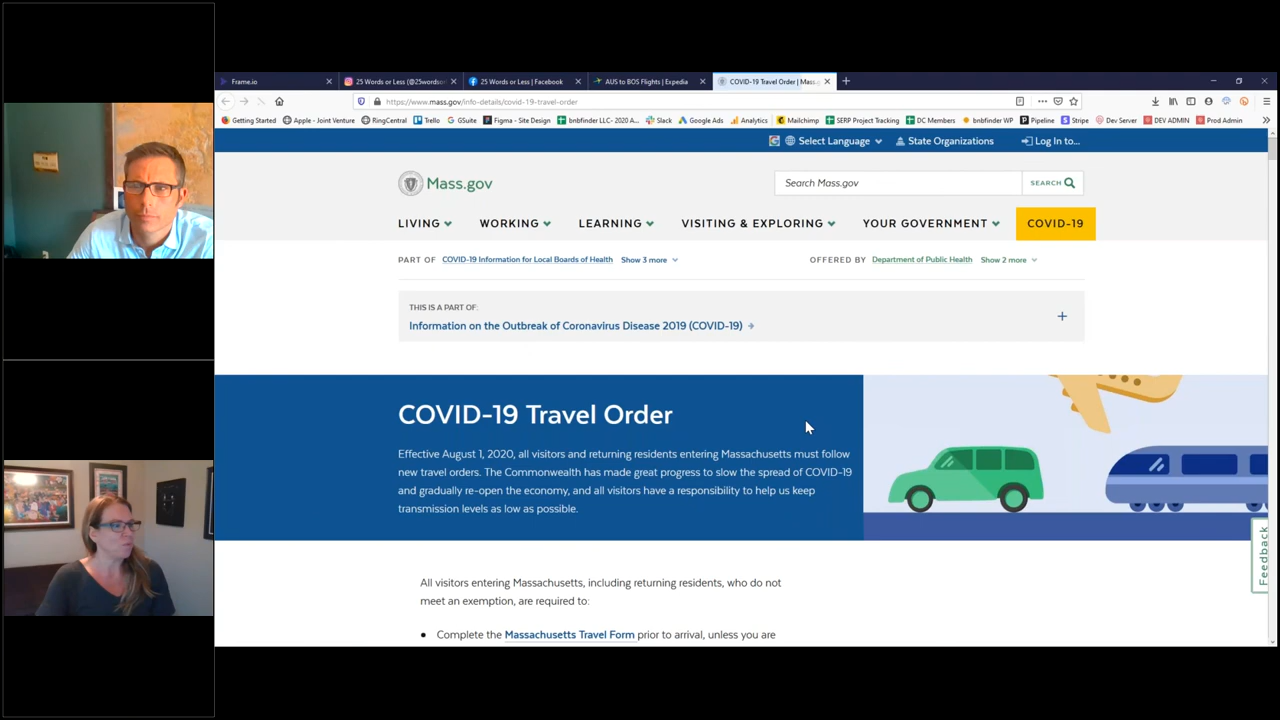 Frame.io
25 Words or Less (@25wordsor
25 Words or Less | Facebook
AUS to BOS Flights | Expedia
COVID-19 Travel Order | Mass.g
https://www.mass.gov/info-details/covid-19-travel-order
Getting Started
Apple - Joint Venture
RingCentral
Trello
GSuite
Figma - Site Design
bnbfinder LLC- 2020 A...
Slack
Google Ads
Analytics
Mailchimp
SERP Project Tracking
DC Members
bnbfinder WP
Pipeline
Stripe
Dev Server
DEV ADMIN
Prod Admin
Select Language
State Organizations
Log In to...
Mass.gov
Search Mass.gov
SEARCH
LIVING
WORKING
LEARNING
VISITING & EXPLORING
YOUR GOVERNMENT
COVID-19
PART OF COVID-19 Information for Local Boards of Health Show 3 more
OFFERED BY Department of Public Health Show 2 more
THIS IS A PART OF:
Information on the Outbreak of Coronavirus Disease 2019 (COVID-19)
COVID-19 Travel Order
Effective August 1, 2020, all visitors and returning residents entering Massachusetts must follow
new travel orders. The Commonwealth has made great progress to slow the spread of COVID-19
and gradually re-open the economy, and all visitors have a responsibility to help us keep
transmission levels as low as possible.
Feedback
All visitors entering Massachusetts, including returning residents, who do not
meet an exemption, are required to:
● Complete the Massachusetts Travel Form prior to arrival, unless you are